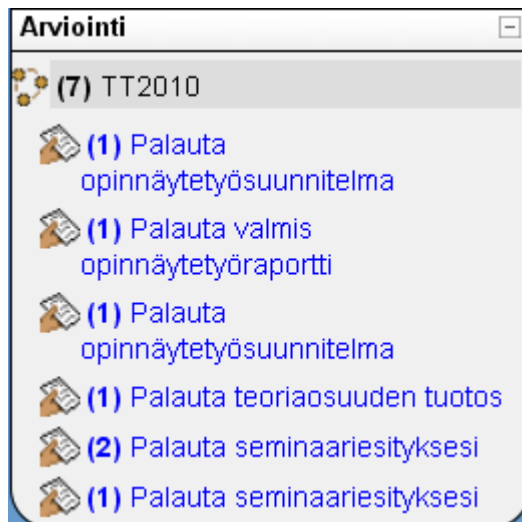 Arviointi
(7) TT2010
(1) Palauta
opinnäytetyösuunnitelma
(1) Palauta valmis
opinnäytetyöraportti
(1) Palauta
opinnäytetyösuunnitelma
(1) Palauta teoriaosuuden tuotos
(2) Palauta seminaariesityksesi
(1) Palauta seminaariesityksesi